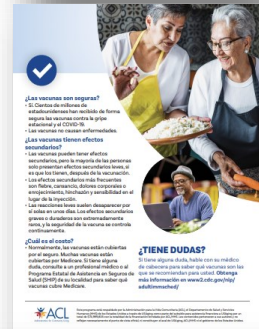 ¿Las vacunas son seguras?
• Sí. Cientos de millones de
estadounidenses han recibido de forma
segura las vacunas contra la gripe
estacional y el COVID-19.
• Las vacunas no causan enfermedades.
¿Las vacunas tienen efectos
secundarios?
• Las vacunas pueden tener efectos
secundarios, pero la mayoría de las personas
solo presentan efectos secundarios leves, si
es que los tienen, después de la vacunación.
• Los efectos secundarios más frecuentes
son fiebre, cansancio, dolores corporales o
enrojecimiento, hinchazón y sensibilidad en el
lugar de la inyección.
• Las reacciones leves suelen desaparecer por
sí solas en unos días. Los efectos secundarios
graves o duraderos son extremadamente
raros, y la seguridad de la vacuna se controla
continuamente.
¿Cuál es el costo?
• Normalmente, las vacunas están cubiertas
por el seguro. Muchas vacunas están
cubiertas por Medicare. Si tiene alguna
duda, consulte a un profesional médico o al
Programa Estatal de Asistencia en Seguros de
Salud (SHIP) de su localidad para saber qué
vacunas cubre Medicare.
¿TIENE DUDAS?
Si tiene alguna duda, hable con su médico
de cabecera para saber qué vacunas son las
que se recomiendan para usted. Obtenga
más información en www2.cdc.gov/nip/
adultimmsched/
ACL